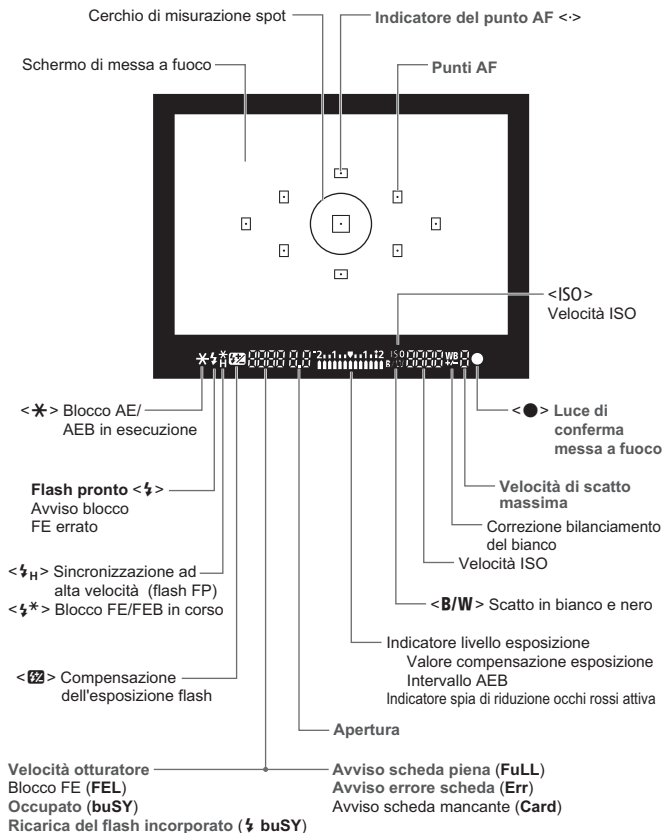 Cerchio di misurazione spot
Indicatore del punto AF <·>
Schermo di messa a fuoco
Punti AF
<ISO>
Velocità ISO
<✱> Blocco AE/
AEB in esecuzione
<●> Luce di
conferma
messa a fuoco
Flash pronto <⚡>
Avviso blocco
FE errato
Velocità di scatto
massima
Correzione bilanciamento
del bianco
Velocità ISO
<⚡H> Sincronizzazione ad
alta velocità (flash FP)
<⚡*> Blocco FE/FEB in corso
<B/W> Scatto in bianco e nero
Indicatore livello esposizione
Valore compensazione esposizione
Intervallo AEB
Indicatore spia di riduzione occhi rossi attiva
Compensazione
dell'esposizione flash
Apertura
Velocità otturatore
Blocco FE (FEL)
Occupato (buSY)
Ricarica del flash incorporato (⚡ buSY)
Avviso scheda piena (FuLL)
Avviso errore scheda (Err)
Avviso scheda mancante (Card)